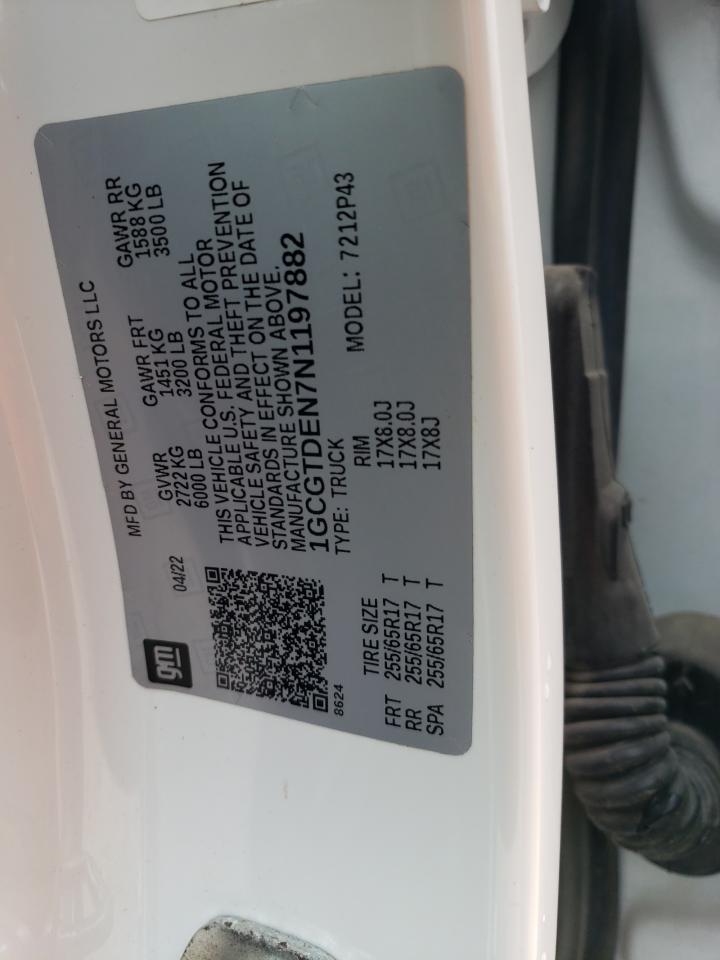 gm
MFD BY GENERAL MOTORS LLC
04/22
GVWR GAWR FRT GAWR RR
2722 KG 1451 KG 1588 KG
6000 LB 3200 LB 3500 LB
THIS VEHICLE CONFORMS TO ALL
APPLICABLE U.S. FEDERAL MOTOR
VEHICLE SAFETY AND THEFT PREVENTION
STANDARDS IN EFFECT ON THE DATE OF
MANUFACTURE SHOWN ABOVE.
1GCGTDEN7N1197882
TYPE: TRUCK MODEL: 7212P43
8624
TIRE SIZE RIM
FRT 255/65R17 T 17X8.0J
RR 255/65R17 T 17X8.0J
SPA 255/65R17 T 17X8J